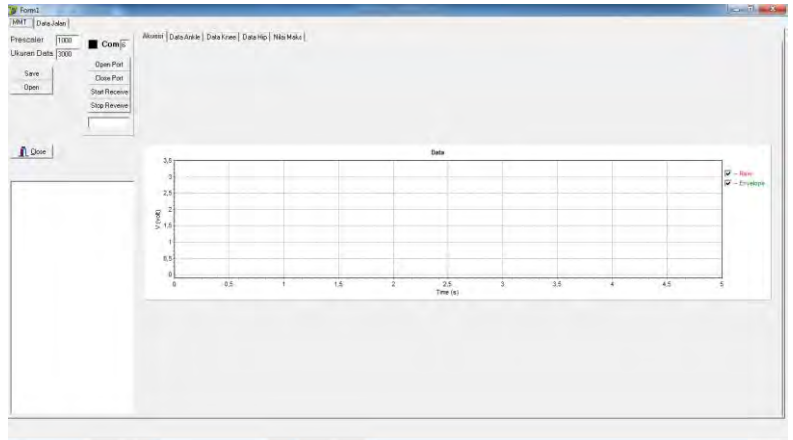 Form1
MMT Data Jalan
Prescaler 1000
Ukuran Data 3000
Save
Open
Close
Com 6
Open Port
Close Port
Start Receive
Stop Reveive
Akuisisi Data Ankle Data Knee Data Hip Nilai Maks
Data
3,5
3
2,5
2
1,5
1
0,5
0
V (volt)
0 0,5 1 1,5 2 2,5 3 3,5 4 4,5 5
Time (s)
Raw
Envelope